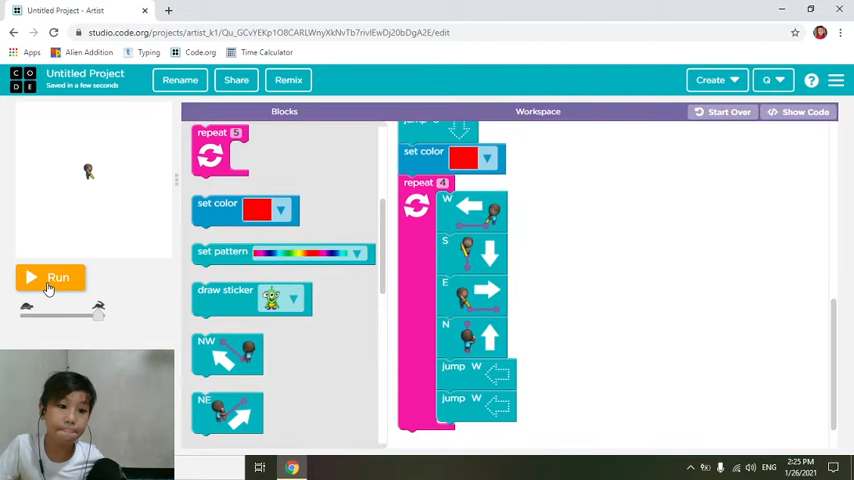 Untitled Project - Artist
studio.code.org/projects/artist_k1/Qu_GCvYEKp1O8CARLWnyXkNvTb7rivIEwDj20bDgA2E/edit
Apps Alien Addition Typing Code.org Time Calculator
C O
D E
Untitled Project
Saved in a few seconds
Rename Share Remix Create Q ?
Blocks Workspace Start Over </> Show Code
repeat 5
set color
set pattern
draw sticker
NW
NE
Run
set color
repeat 4
W
S
E
N
jump W
jump W
ENG
2:25 PM
1/26/2021